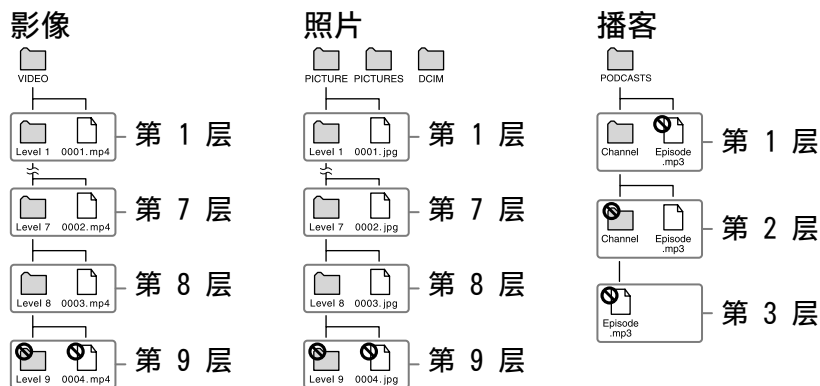 影像
VIDEO
Level 1 0001.mp4
第 1 层
Level 7 0002.mp4
第 7 层
Level 8 0003.mp4
第 8 层
Level 9 0004.mp4
第 9 层
照片
PICTURE PICTURES DCIM
Level 1 0001.jpg
第 1 层
Level 7 0002.jpg
第 7 层
Level 8 0003.jpg
第 8 层
Level 9 0004.jpg
第 9 层
播客
PODCASTS
Channel Episode
.mp3
第 1 层
Channel Episode
.mp3
第 2 层
Episode
.mp3
第 3 层